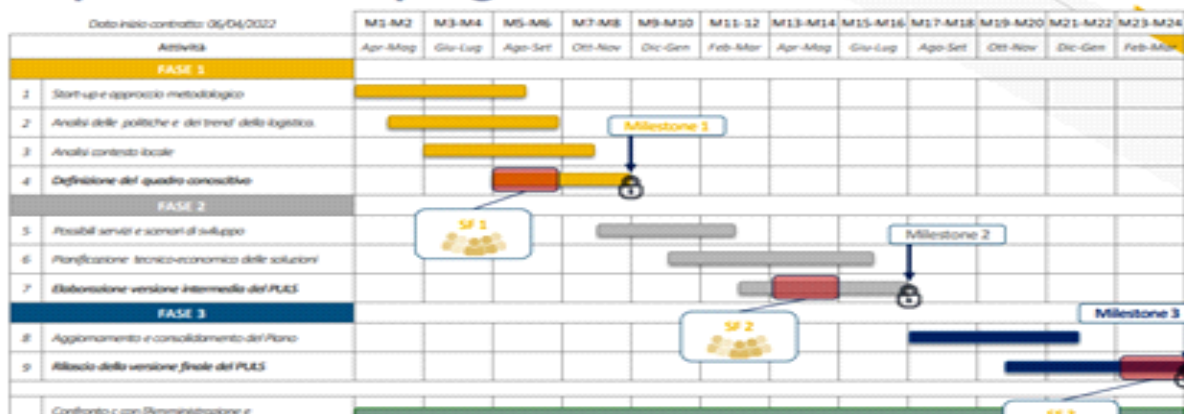 Data inizio contratto: 06/04/2022
M1-M2 M3-M4 M5-M6 M7-M8 M9-M10 M11-12 M13-M14 M15-M16 M17-M18 M19-M20 M21-M22 M23-M24
Attività
Apr-Mag Giu-Lug Ago-Set Ott-Nov Dic-Gen Feb-Mar Apr-Mag Giu-Lug Ago-Set Ott-Nov Dic-Gen Feb-Mar
FASE 1
1 Start-up e approccio metodologico
2 Analisi delle politiche e dei trend della logistica.
Milestone 1
3 Analisi contesto locale
4 Definizione del quadro conoscitivo
FASE 2
SF 1
5 Possibili servizi e scenari di sviluppo
Milestone 2
6 Pianificazione tecnico-economica delle soluzioni
7 Elaborazione versione intermedia del PULS
FASE 3
Milestone 3
SF 2
8 Aggiornamento e consolidamento del Piano
9 Rilascio della versione finale del PULS